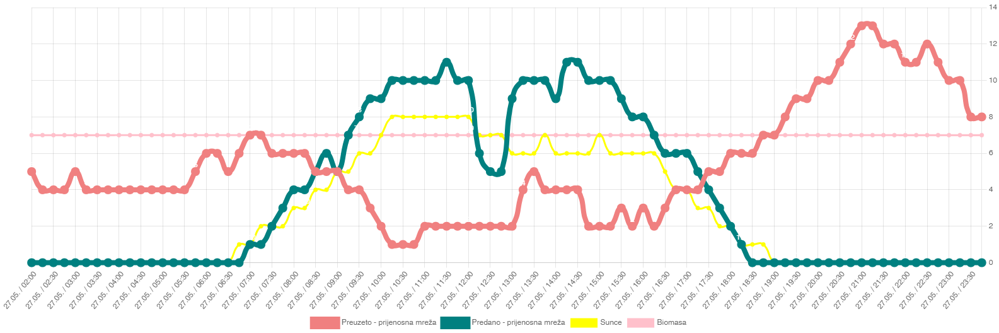 14
12
10
8
6
4
2
0
27.05. / 02:00
27.05. / 02:30
27.05. / 03:00
27.05. / 03:30
27.05. / 04:00
27.05. / 04:30
27.05. / 05:00
27.05. / 05:30
27.05. / 06:00
27.05. / 06:30
27.05. / 07:00
27.05. / 07:30
27.05. / 08:00
27.05. / 08:30
27.05. / 09:00
27.05. / 09:30
27.05. / 10:00
27.05. / 10:30
27.05. / 11:00
27.05. / 11:30
27.05. / 12:00
27.05. / 12:30
27.05. / 13:00
27.05. / 13:30
27.05. / 14:00
27.05. / 14:30
27.05. / 15:00
27.05. / 15:30
27.05. / 16:00
27.05. / 16:30
27.05. / 17:00
27.05. / 17:30
27.05. / 18:00
27.05. / 18:30
27.05. / 19:00
27.05. / 19:30
27.05. / 20:00
27.05. / 20:30
27.05. / 21:00
27.05. / 21:30
27.05. / 22:00
27.05. / 22:30
27.05. / 23:00
27.05. / 23:30
Preuzeto - prijenosna mreža Predano - prijenosna mreža Sunce Biomasa